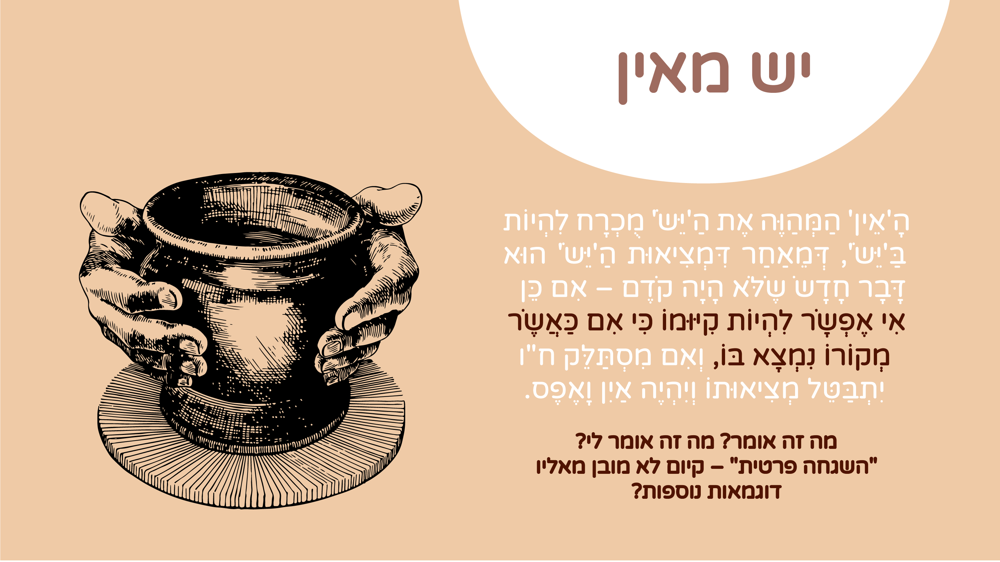 יש מאין
הָ'אֵין' הַמְּהַוֶּה אֶת הַ'יֵּשׁ' מֻכְרָח לִהְיוֹת
בַּ'יֵּשׁ', דְּמֵאַחַר דִּמְצִיאוּת הַ'יֵּשׁ' הוּא
דָּבָר חָדָשׁ שֶׁלֹּא הָיָה קֹדֶם – אִם כֵּן
אִי אֶפְשָׁר לִהְיוֹת קִיּוּמוֹ כִּי אִם כַּאֲשֶׁר
מְקוֹרוֹ נִמְצָא בּוֹ, וְאִם מִסְתַּלֵּק ח"ו
יִתְבַּטֵּל מְצִיאוּתוֹ וְיִהְיֶה אַיִן וָאֶפֶס.
מה זה אומר? מה זה אומר לי?
"השגחה פרטית" – קיום לא מובן מאליו
דוגמאות נוספות?